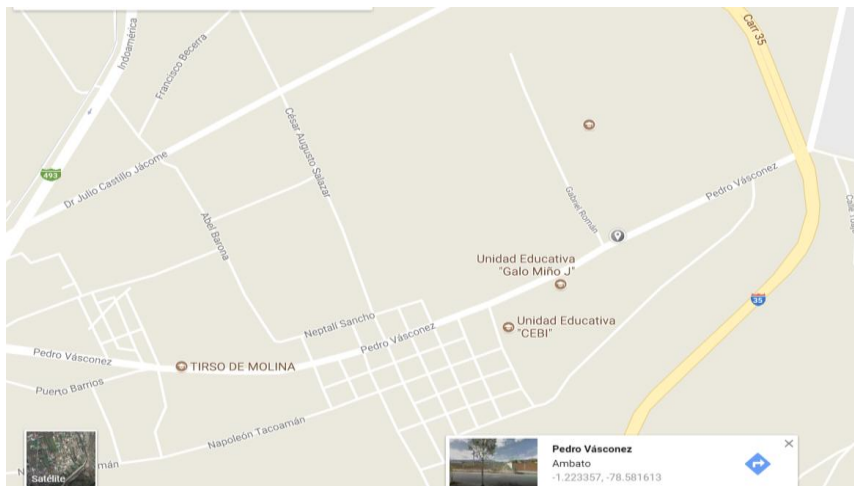 Indoamérica
Francisco Becerra
Carr 35
César Augusto Salazar
493
Dr Julio Castillo Jácome
Gabriel Román
Pedro Vásconez
Abel Barona
Unidad Educativa
"Galo Miño J"
35
Neptalí Sancho
Unidad Educativa
"CEBI"
Pedro Vásconez
Pedro Vásconez
TIRSO DE MOLINA
Puerto Barrios
Napoleón Tacoamán
mán
Satélite
Pedro Vásconez
Ambato
-1.223357, -78.581613